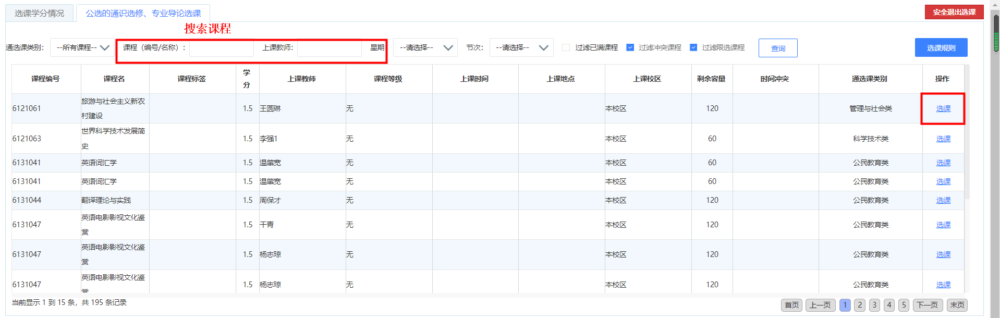 选课学分情况 公选的通识选修、专业导论选课 安全退出选课
搜索课程
通选课类别: --所有课程-- 课程（编号/名称）: 上课教师: 星期 --请选择-- 节次: --请选择-- 过滤已满课程 过滤冲突课程 过滤限选课程 查询 选课规则
课程编号 课程名 课程标签 学分 上课教师 课程等级 上课时间 上课地点 上课校区 剩余容量 时间冲突 通选课类别 操作
6121061 旅游与社会主义新农村建设 1.5 王圆琳 无 本校区 120 管理与社会类 选课
6121063 世界科学技术发展简史 1.5 李强1 无 本校区 60 科学技术类 选课
6131041 英语词汇学 1.5 温肇宽 无 本校区 60 公民教育类 选课
6131041 英语词汇学 1.5 温肇宽 无 本校区 60 公民教育类 选课
6131044 翻译理论与实践 1.5 周保才 无 本校区 120 公民教育类 选课
6131047 英语电影影视文化鉴赏 1.5 干青 无 本校区 120 公民教育类 选课
6131047 英语电影影视文化鉴赏 1.5 杨志琼 无 本校区 120 公民教育类 选课
6131047 英语电影影视文化鉴赏 1.5 杨志琼 无 本校区 120 公民教育类 选课
当前显示 1 到 15 条，共 195 条记录 首页 上一页 1 2 3 4 5 下一页 末页